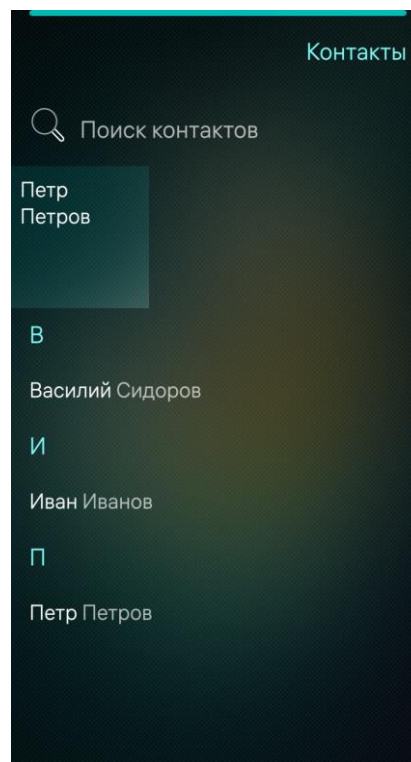 Контакты
Поиск контактов
Петр
Петров
В
Василий Сидоров
И
Иван Иванов
П
Петр Петров